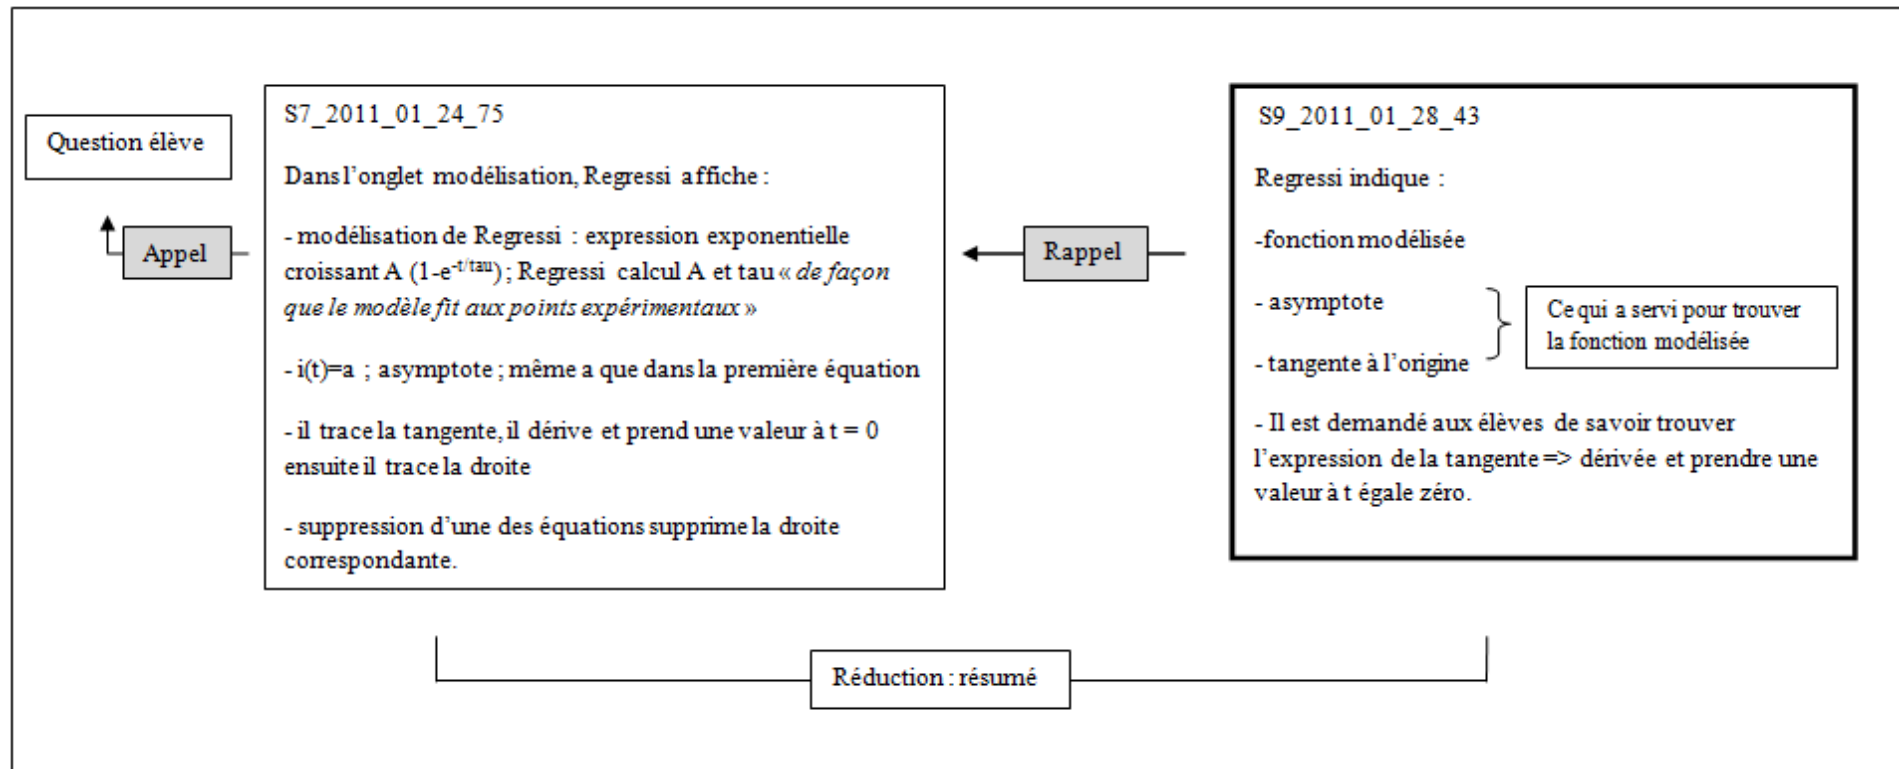 Question élève
Appel
S7_2011_01_24_75
Dans l'onglet modélisation, Regressi affiche :
- modélisation de Regressi : expression exponentielle
croissant A (1-e-t/tau) ; Regressi calcul A et tau « de façon
que le modèle fit aux points expérimentaux »
- i(t)=a ; asymptote ; même a que dans la première équation
- il trace la tangente, il dérive et prend une valeur à t = 0
ensuite il trace la droite
- suppression d'une des équations supprime la droite
correspondante.
Rappel
S9_2011_01_28_43
Regressi indique :
-fonction modélisée
- asymptote
- tangente à l'origine
Ce qui a servi pour trouver
la fonction modélisée
- Il est demandé aux élèves de savoir trouver
l'expression de la tangente => dérivée et prendre une
valeur à t égale zéro.
Réduction : résumé